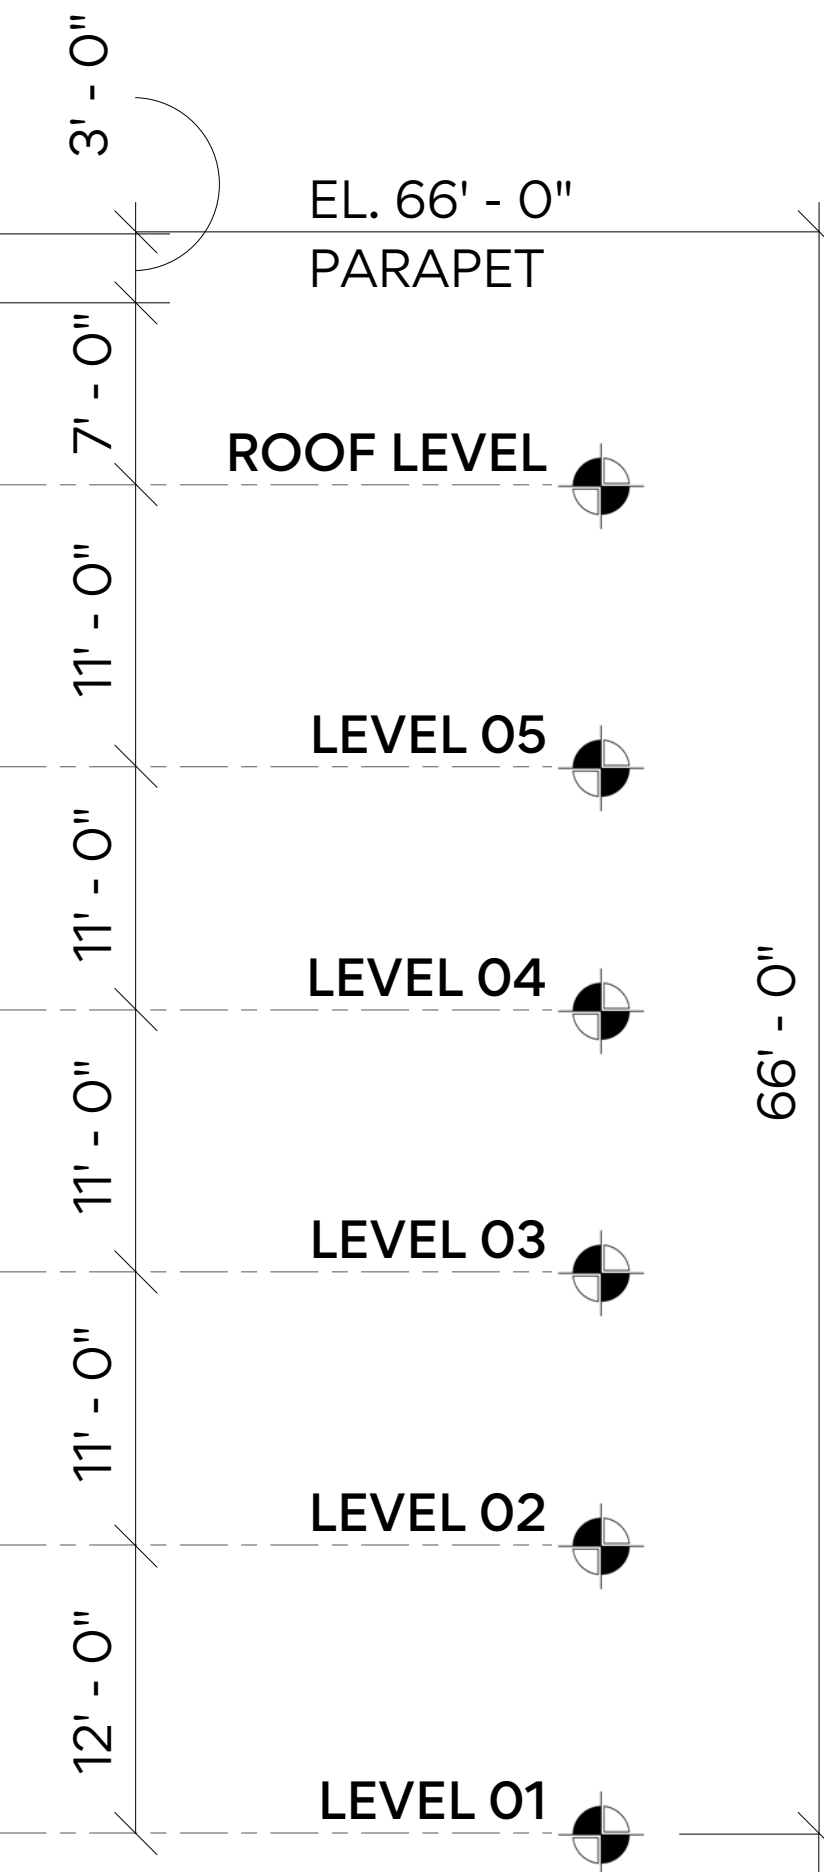 3' - 0"
EL. 66' - 0"
PARAPET
7' - 0"
ROOF LEVEL
11' - 0"
LEVEL 05
11' - 0"
LEVEL 04
66' - 0"
11' - 0"
LEVEL 03
11' - 0"
LEVEL 02
12' - 0"
LEVEL 01